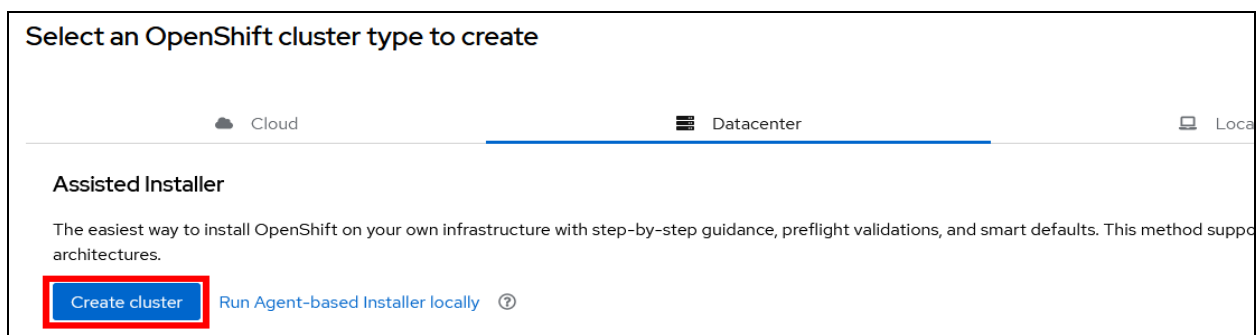 Select an OpenShift cluster type to create
Cloud
Datacenter
Loca
Assisted Installer
The easiest way to install OpenShift on your own infrastructure with step-by-step guidance, preflight validations, and smart defaults. This method suppo
architectures.
Create cluster
Run Agent-based Installer locally